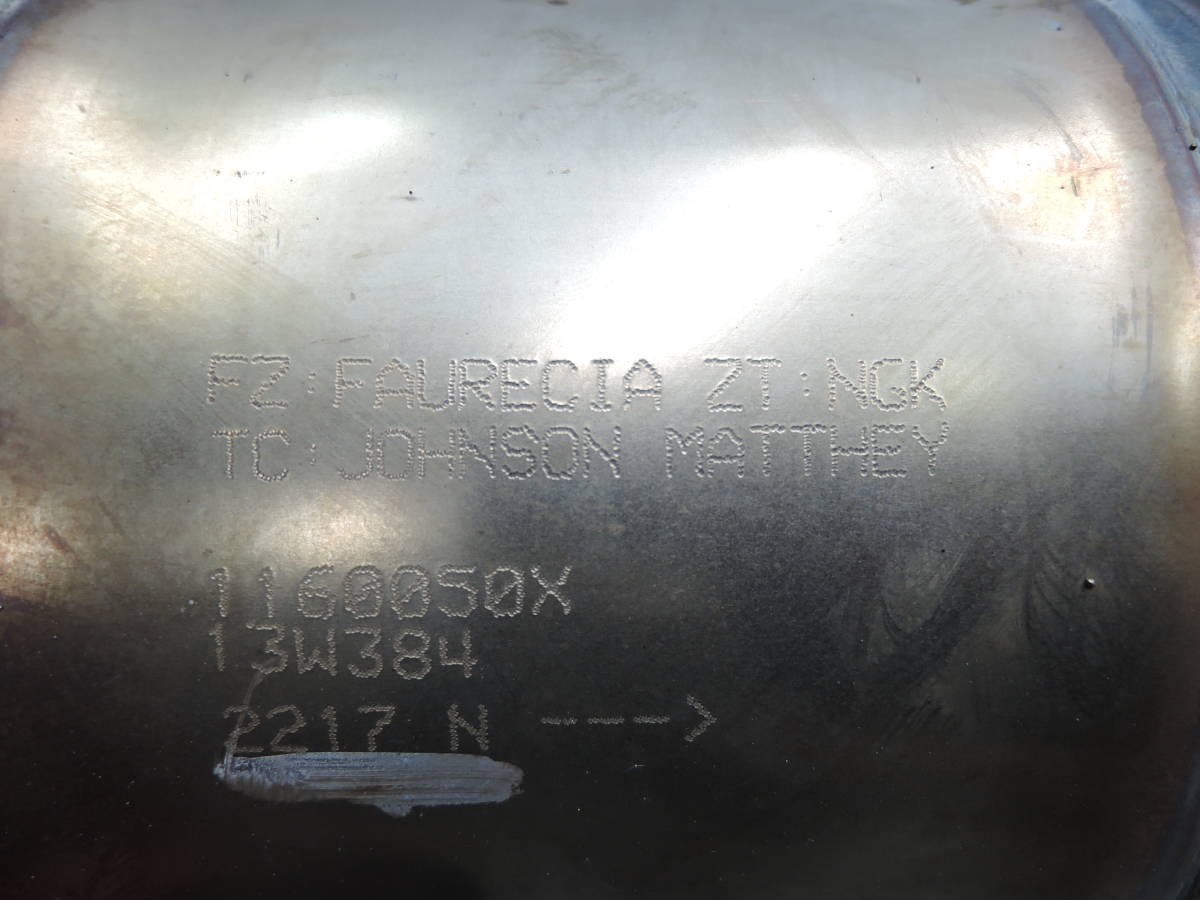 FZ:FAURECIA ZT:NGK
TC:JOHNSON MATTHEY
1160050X
13W384
2217 N --->